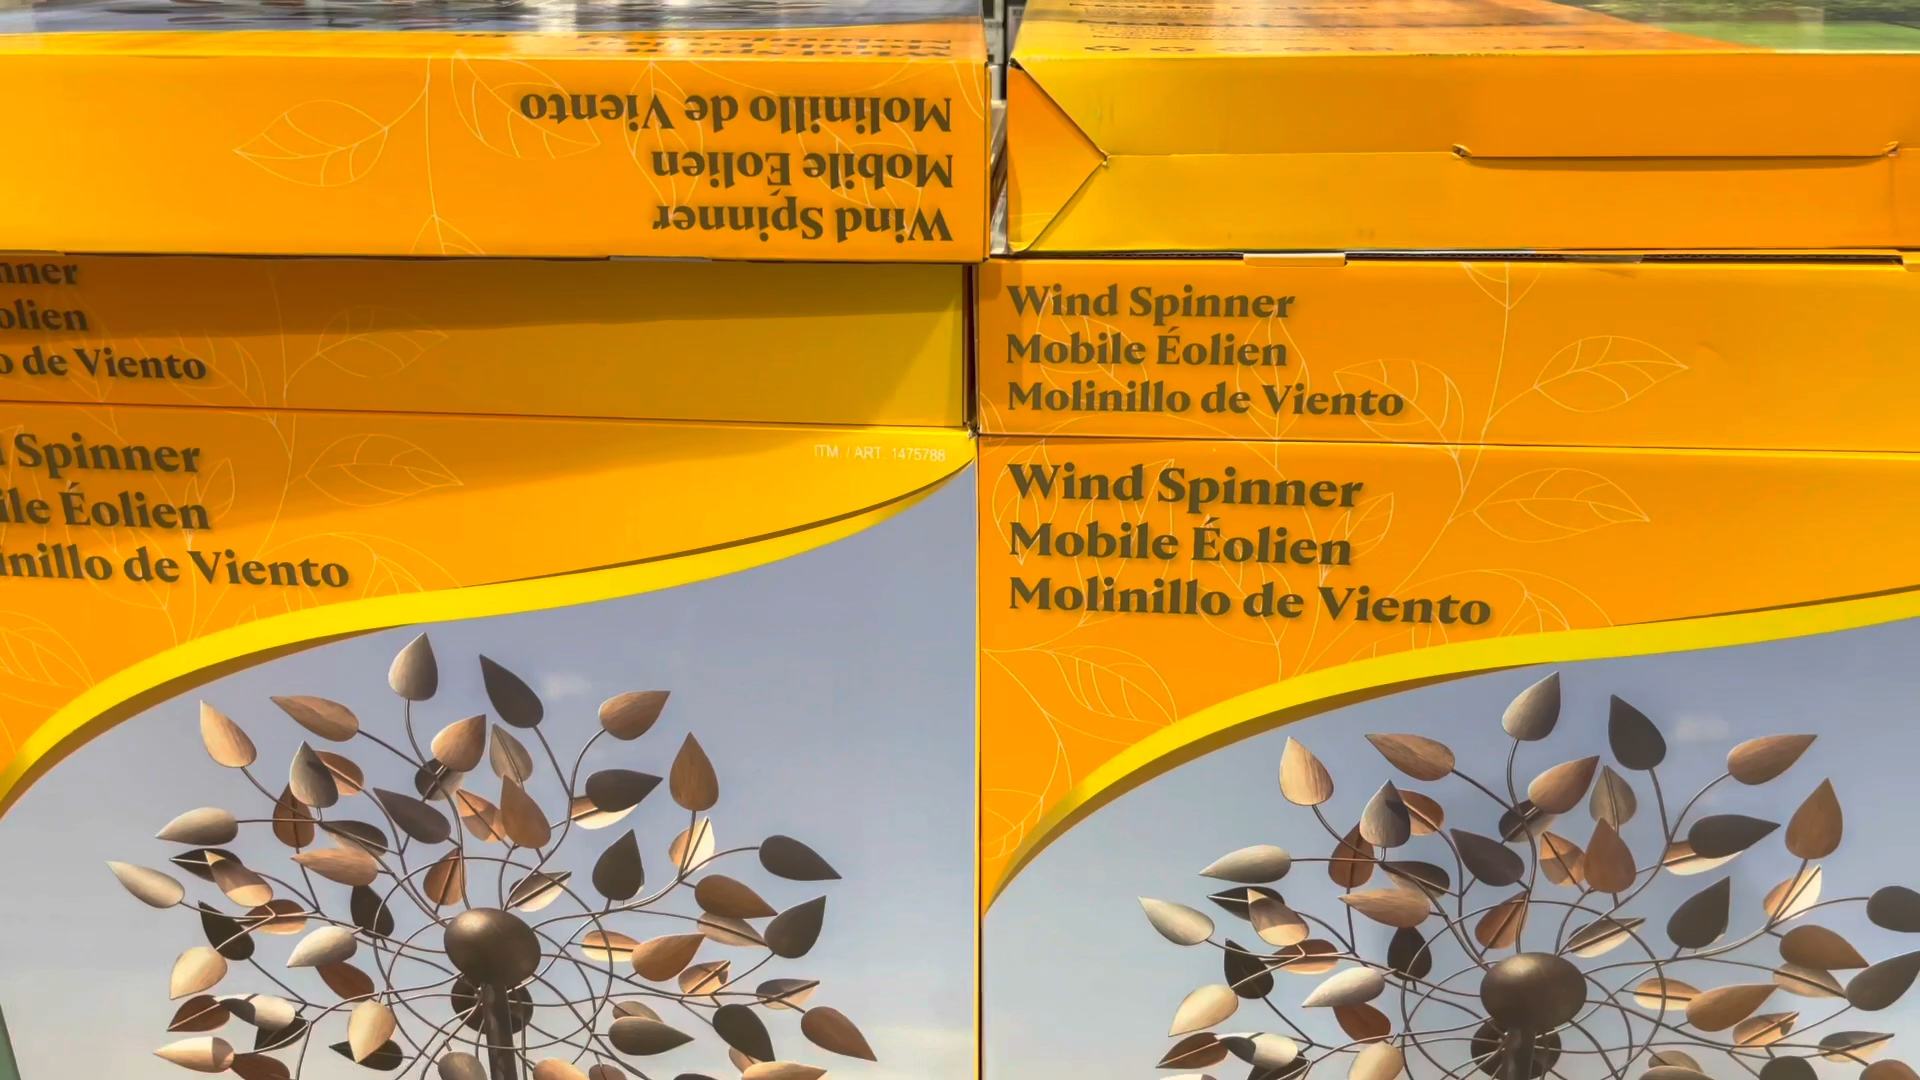 Molinillo de Viento
Mobile Éolien
Wind Spinner
nner
olien
o de Viento
Wind Spinner
Mobile Éolien
Molinillo de Viento
ITM. / ART. 1475788
Spinner
ile Éolien
inillo de Viento
Wind Spinner
Mobile Éolien
Molinillo de Viento